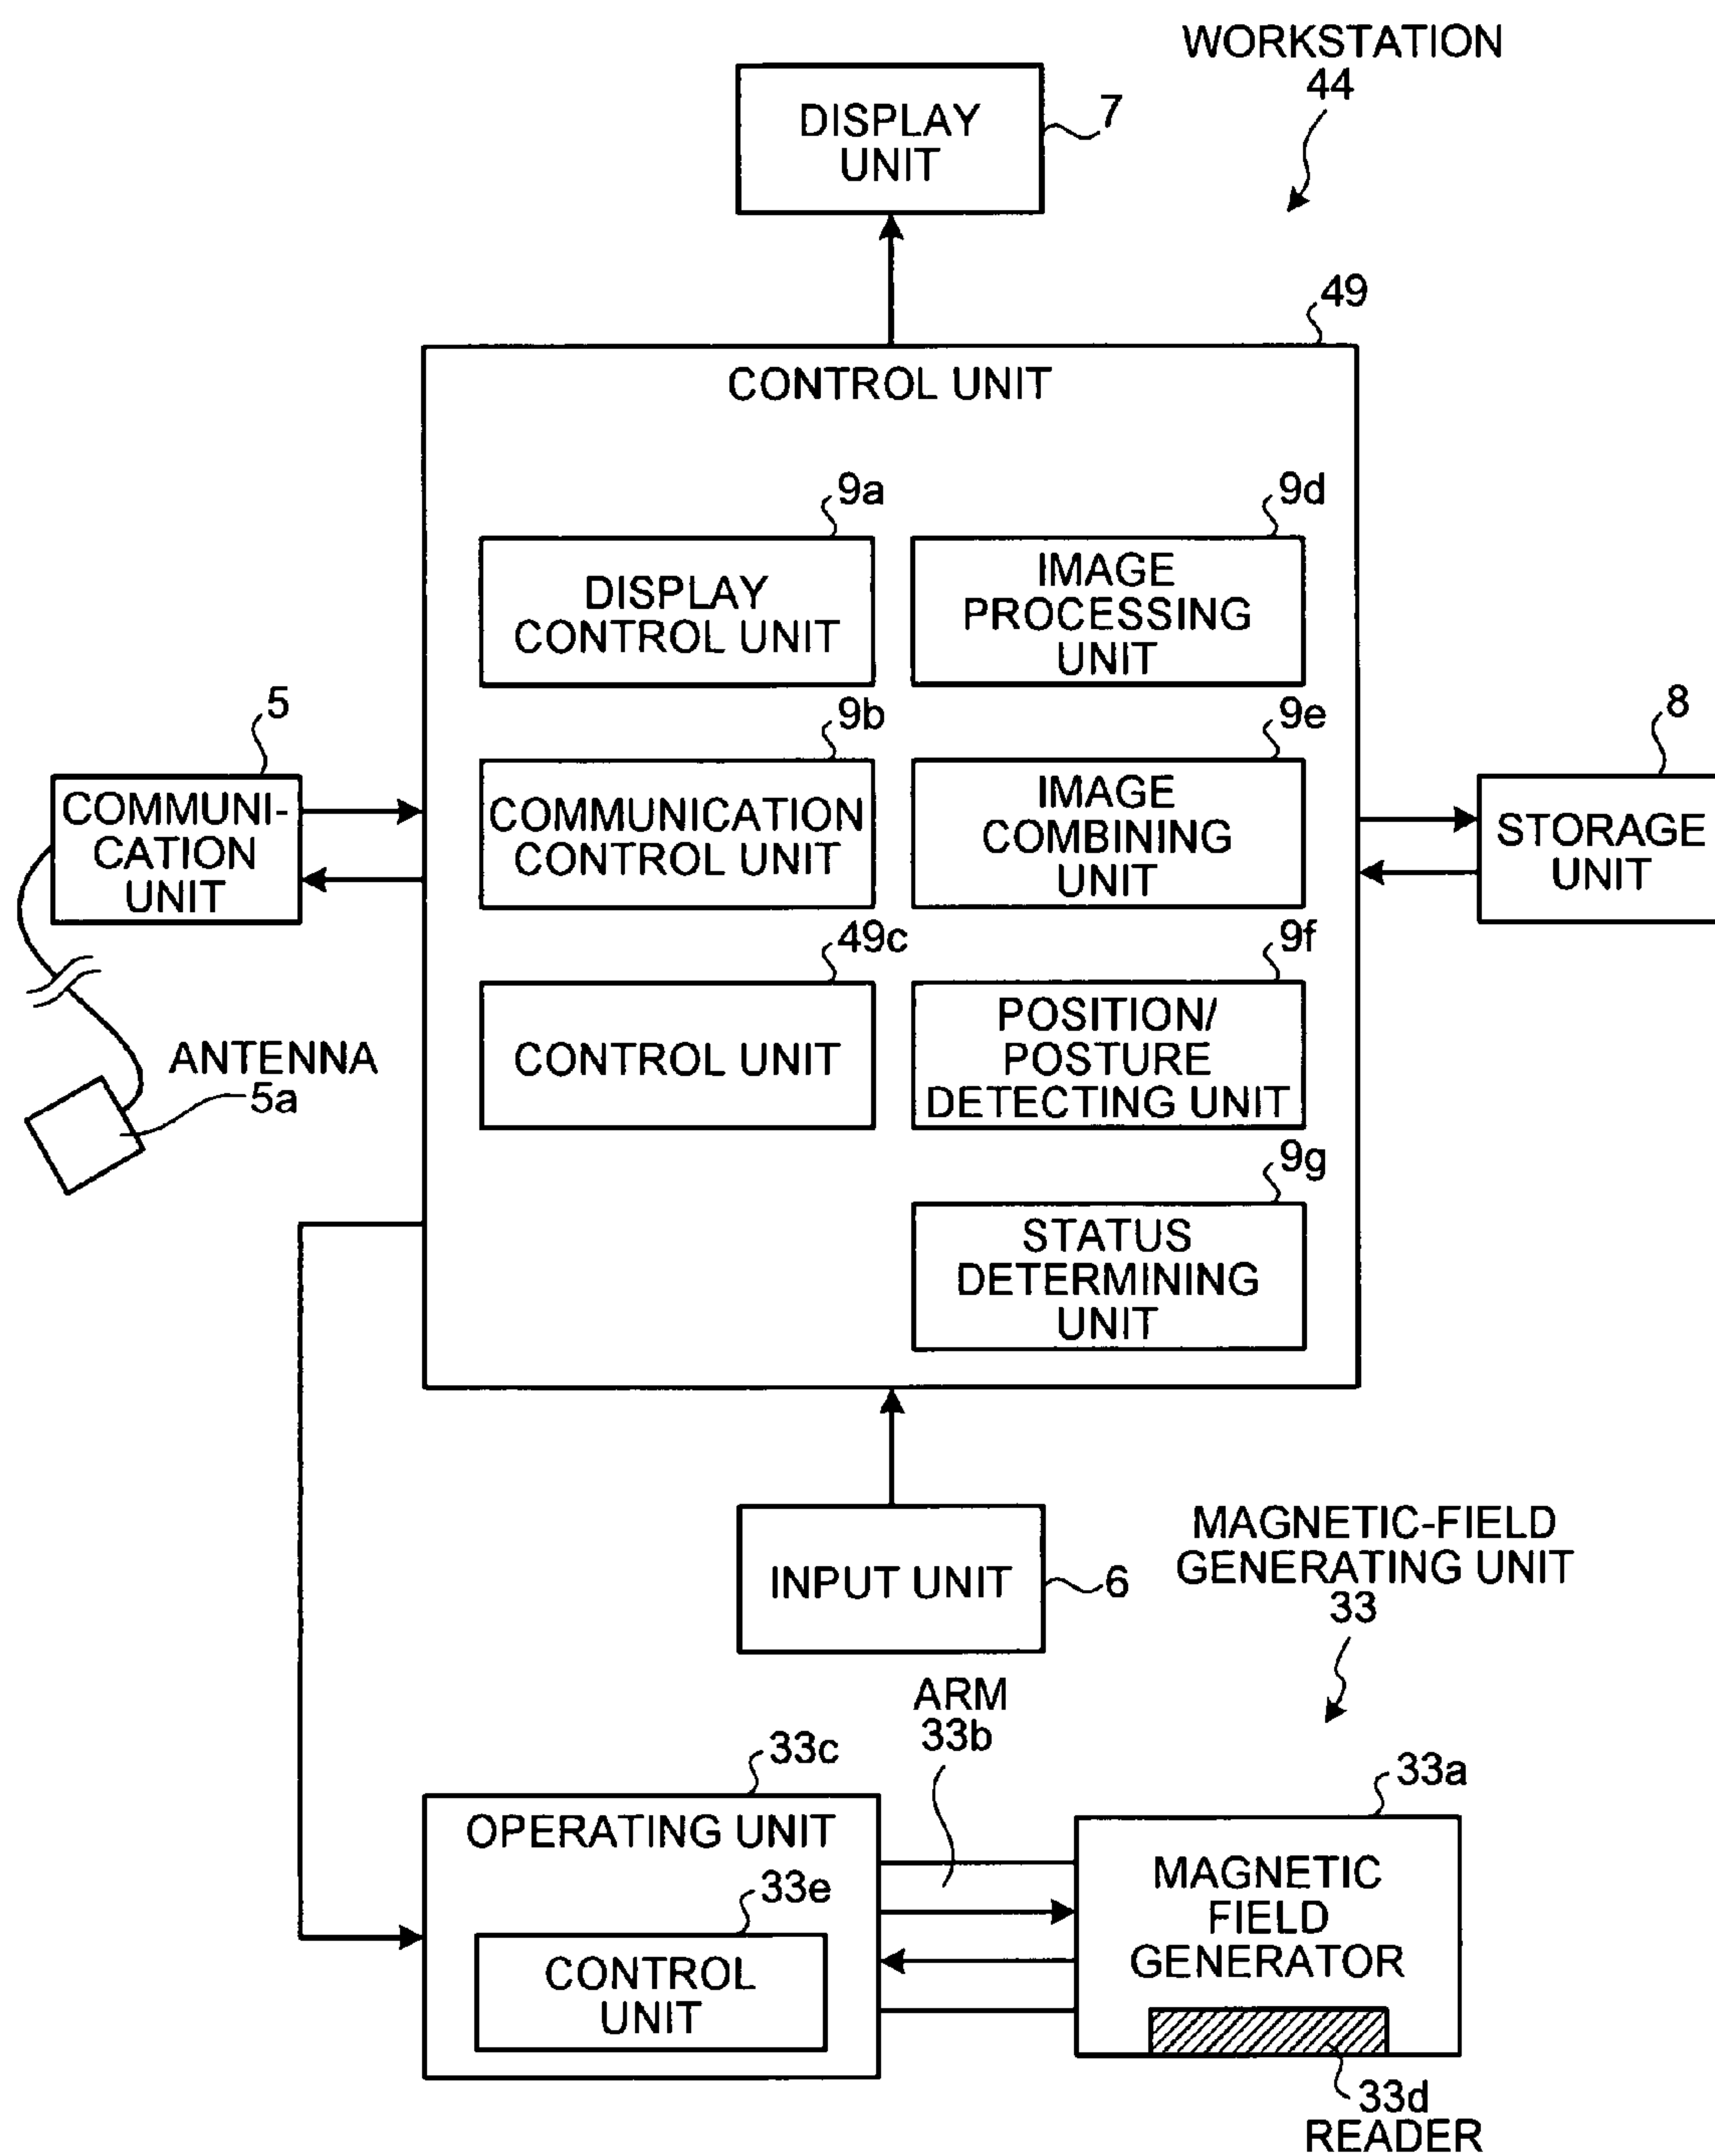 WORKSTATION
44
DISPLAY
UNIT
7
49
CONTROL UNIT
9a
DISPLAY
CONTROL UNIT
9d
IMAGE
PROCESSING
UNIT
5
COMMUNI-
CATION
UNIT
9b
COMMUNICATION
CONTROL UNIT
9e
IMAGE
COMBINING
UNIT
8
STORAGE
UNIT
49c
CONTROL UNIT
9f
POSITION/
POSTURE
DETECTING UNIT
ANTENNA
5a
9g
STATUS
DETERMINING
UNIT
INPUT UNIT
6
MAGNETIC-FIELD
GENERATING UNIT
33
ARM
33b
33c
OPERATING UNIT
33e
CONTROL
UNIT
33a
MAGNETIC
FIELD
GENERATOR
33d
READER